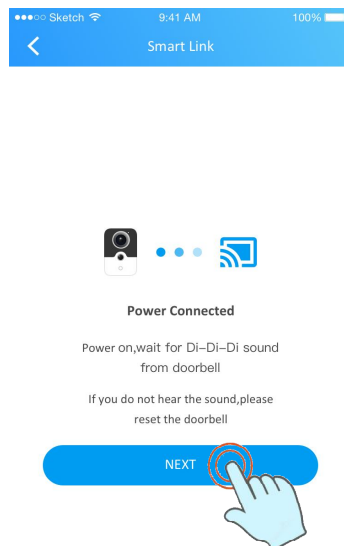 ●●●○○ Sketch 9:41 AM 100%
Smart Link
Power Connected
Power on,wait for Di-Di-Di sound
from doorbell
If you do not hear the sound,please
reset the doorbell
NEXT